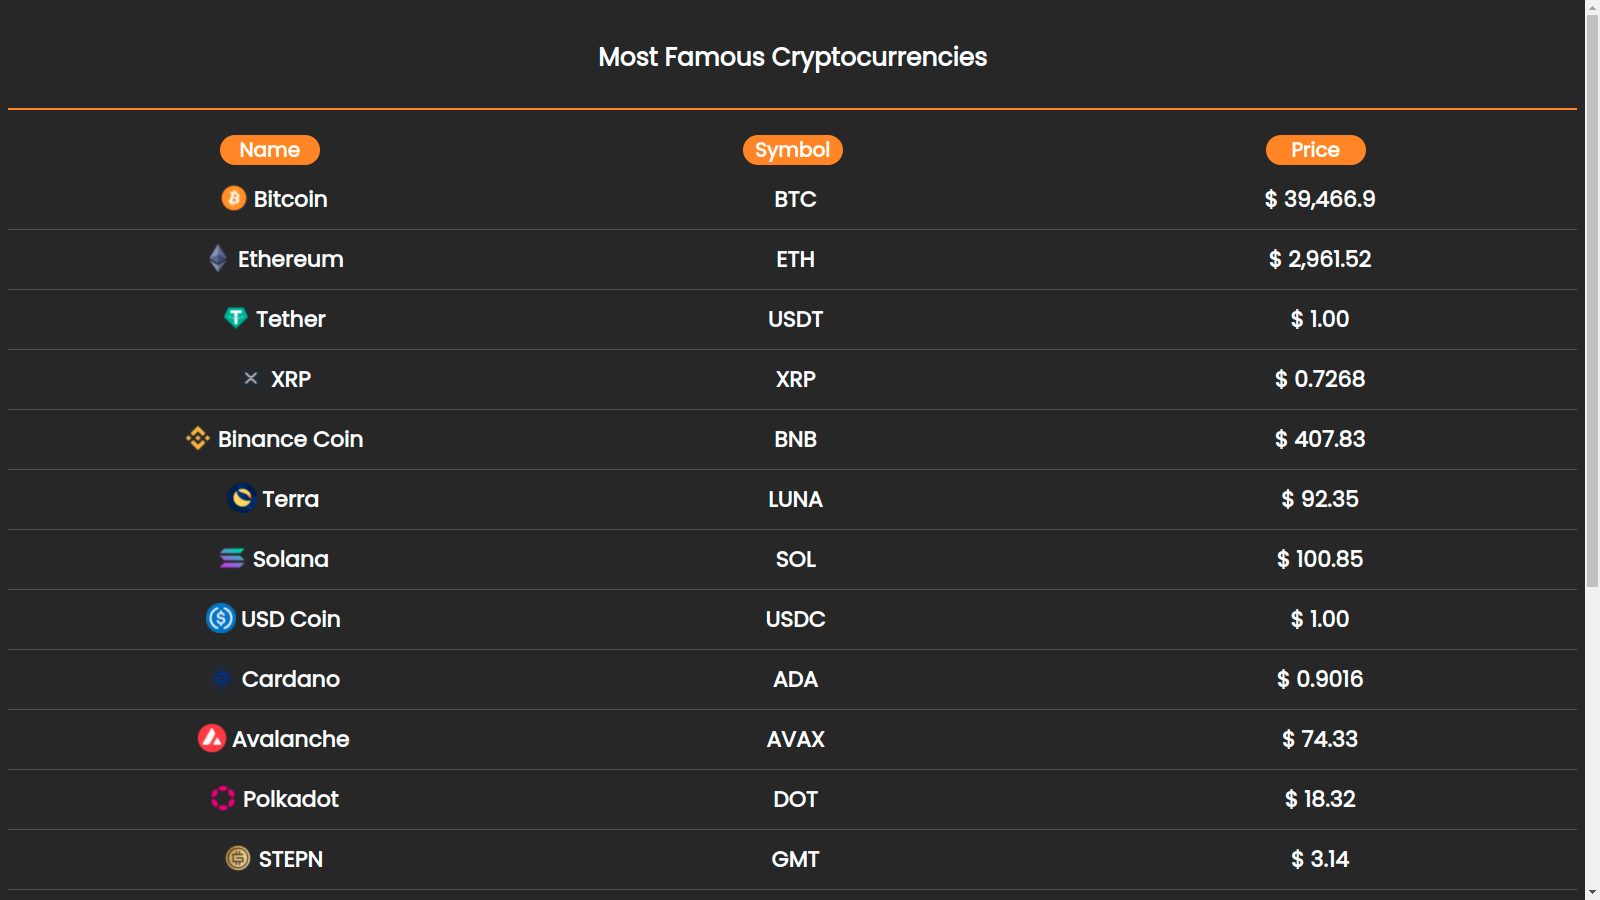 Most Famous Cryptocurrencies
Name Symbol Price
Bitcoin BTC $ 39,466.9
Ethereum ETH $ 2,961.52
Tether USDT $ 1.00
XRP XRP $ 0.7268
Binance Coin BNB $ 407.83
Terra LUNA $ 92.35
Solana SOL $ 100.85
USD Coin USDC $ 1.00
Cardano ADA $ 0.9016
Avalanche AVAX $ 74.33
Polkadot DOT $ 18.32
STEPN GMT $ 3.14